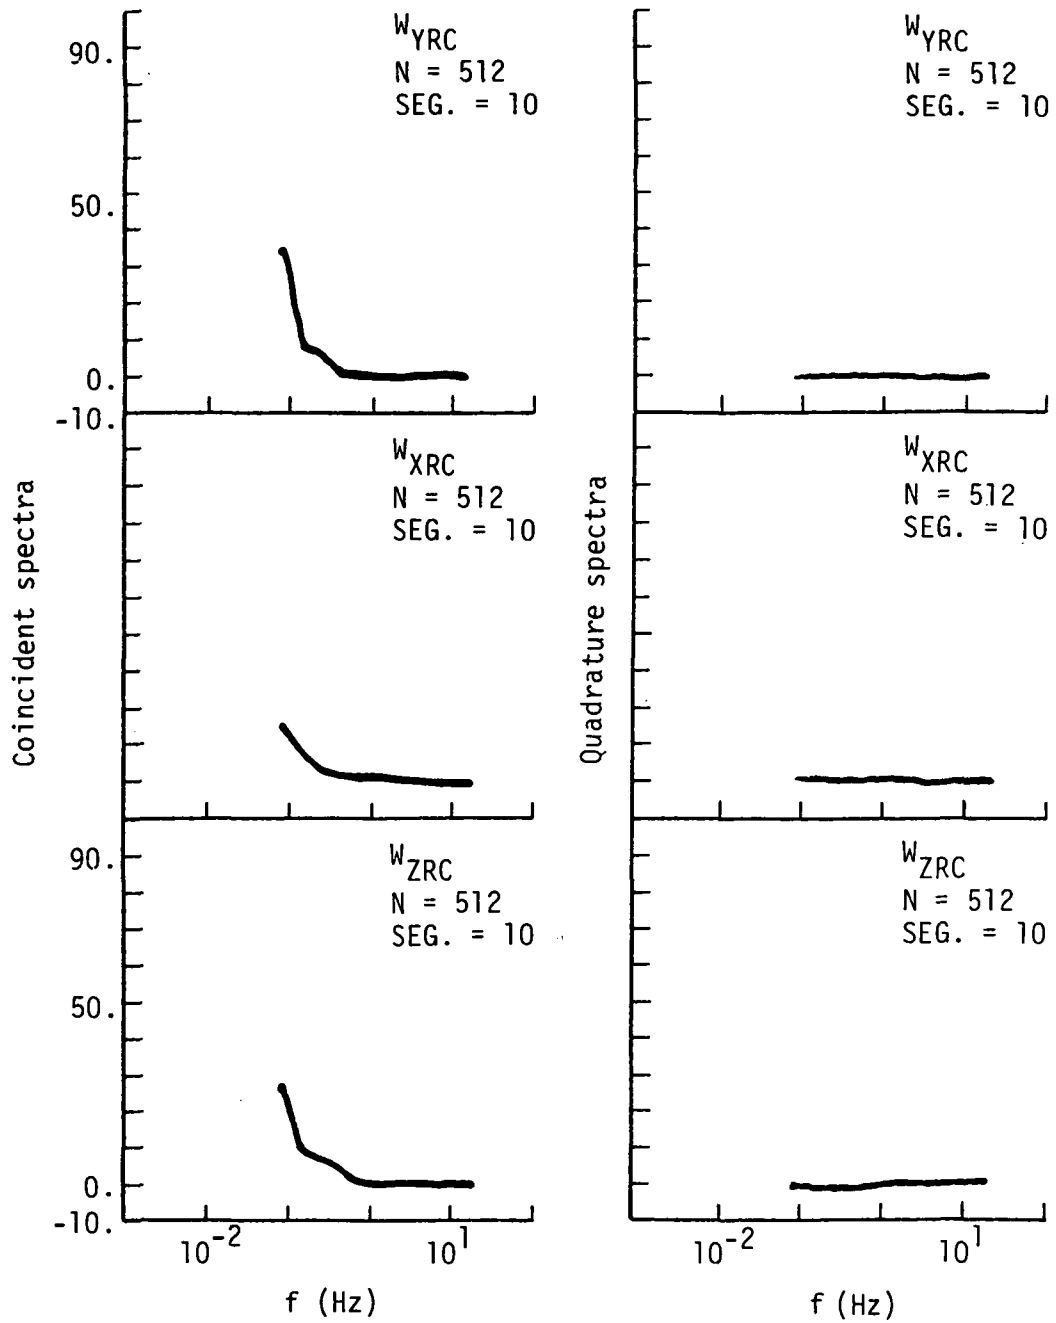 90.
50.
0.
-10.
W_YRC
N = 512
SEG. = 10
W_YRC
N = 512
SEG. = 10
Coincident spectra
W_XRC
N = 512
SEG. = 10
Quadrature spectra
W_XRC
N = 512
SEG. = 10
90.
50.
0.
-10.
W_ZRC
N = 512
SEG. = 10
W_ZRC
N = 512
SEG. = 10
10^-2
10^1
f (Hz)
10^-2
10^1
f (Hz)